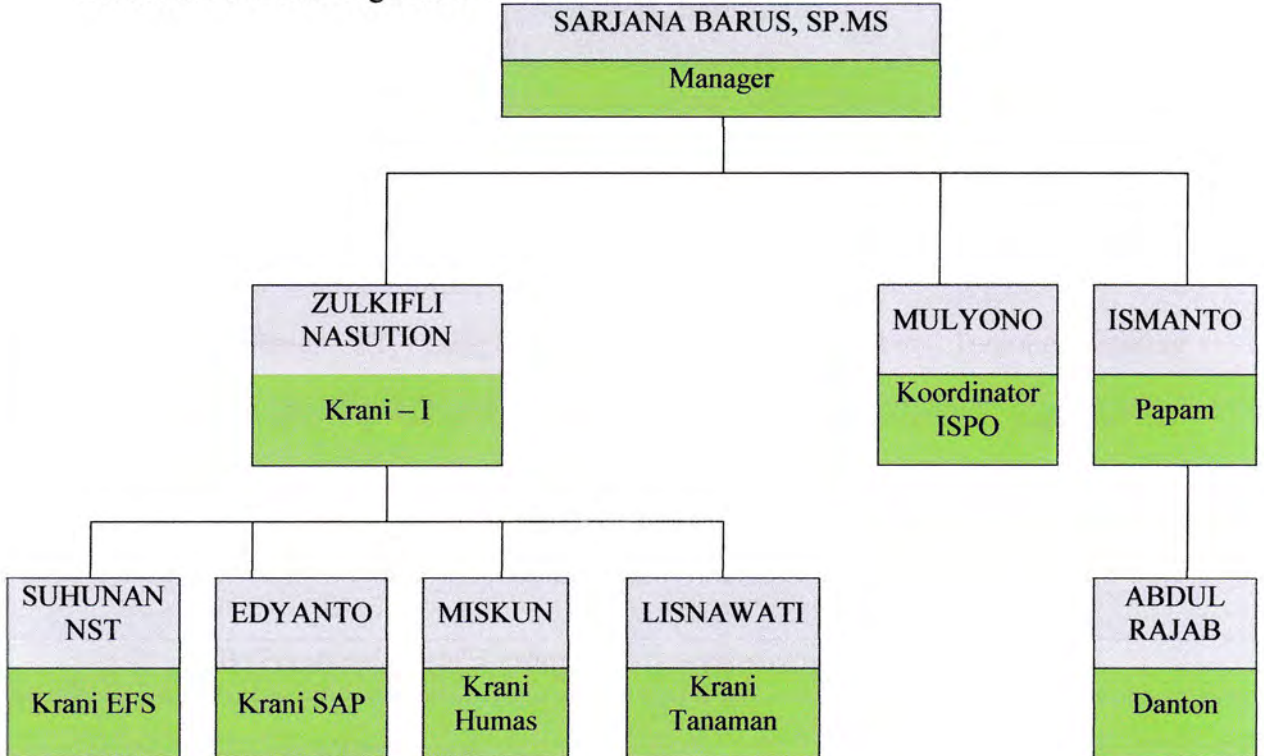 SARJANA BARUS, SP.MS
Manager
ZULKIFLI
NASUTION
Krani – I
MULYONO
Koordinator
ISPO
ISMANTO
Papam
SUHUNAN
NST
Krani EFS
EDYANTO
Krani SAP
MISKUN
Krani
Humas
LISNAWATI
Krani
Tanaman
ABDUL
RAJAB
Danton